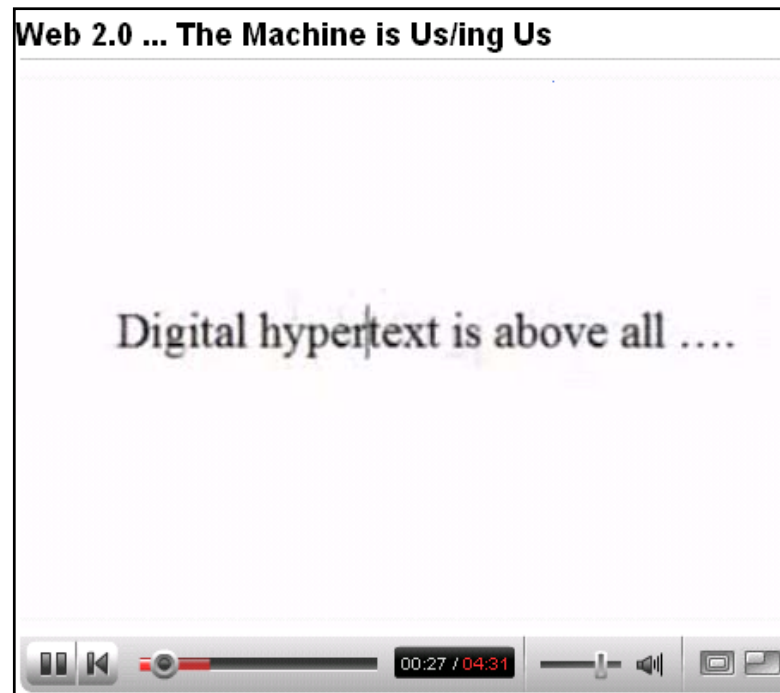 Web 2.0 ... The Machine is Us/ing Us
Digital hypertext is above all ....
00:27 / 04:31